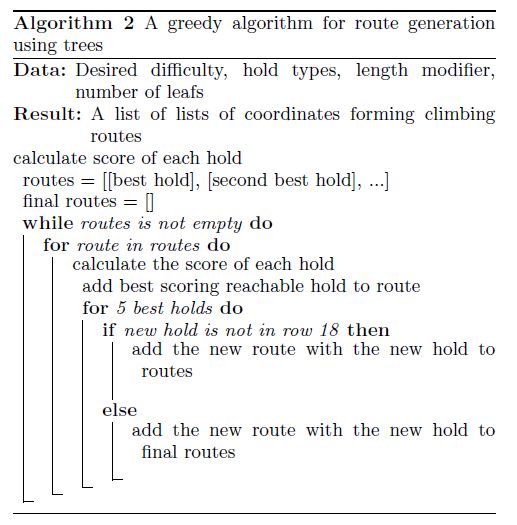 Algorithm 2 A greedy algorithm for route generation
using trees
Data: Desired difficulty, hold types, length modifier,
number of leafs
Result: A list of lists of coordinates forming climbing
routes
calculate score of each hold
routes = [[best hold], [second best hold], ...]
final routes = []
while routes is not empty do
for route in routes do
calculate the score of each hold
add best scoring reachable hold to route
for 5 best holds do
if new hold is not in row 18 then
add the new route with the new hold to
routes
else
add the new route with the new hold to
final routes